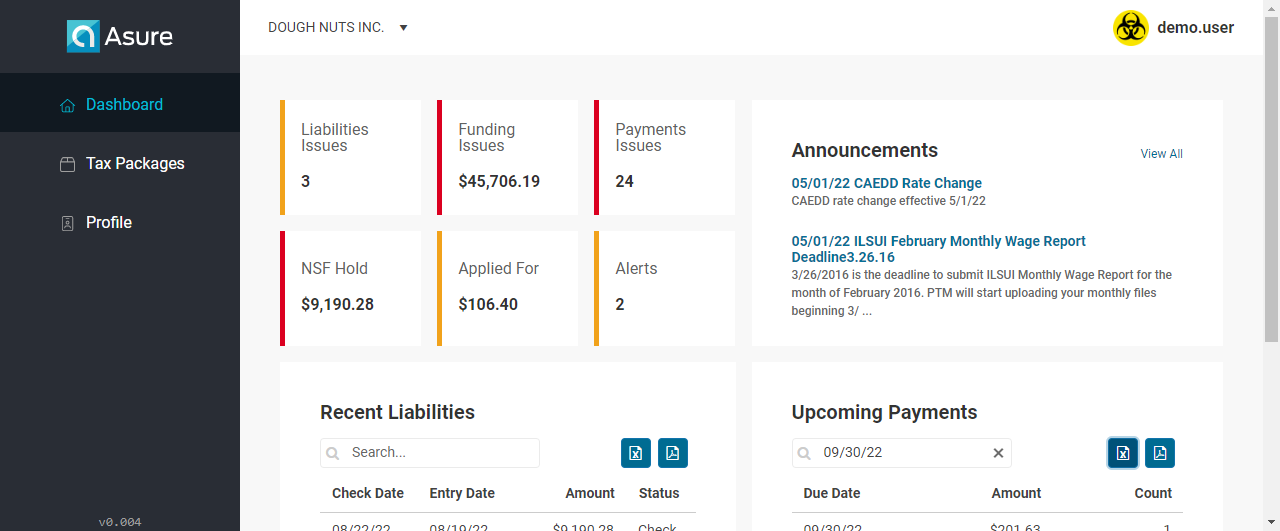 Asure
DOUGH NUTS INC.
demo.user
Dashboard
Tax Packages
Profile
v0.004
Liabilities
Issues
3
Funding
Issues
$45,706.19
Payments
Issues
24
NSF Hold
$9,190.28
Applied For
$106.40
Alerts
2
Announcements
View All
05/01/22 CAEDD Rate Change
CAEDD rate change effective 5/1/22
05/01/22 ILSUI February Monthly Wage Report
Deadline3.26.16
3/26/2016 is the deadline to submit ILSUI Monthly Wage Report for the
month of February 2016. PTM will start uploading your monthly files
beginning 3/ ...
Recent Liabilities
Search...
Check Date Entry Date Amount Status
08/22/22 08/19/22 $9,190.28 Check
Upcoming Payments
09/30/22
Due Date Amount Count
09/30/22 $201.63 1